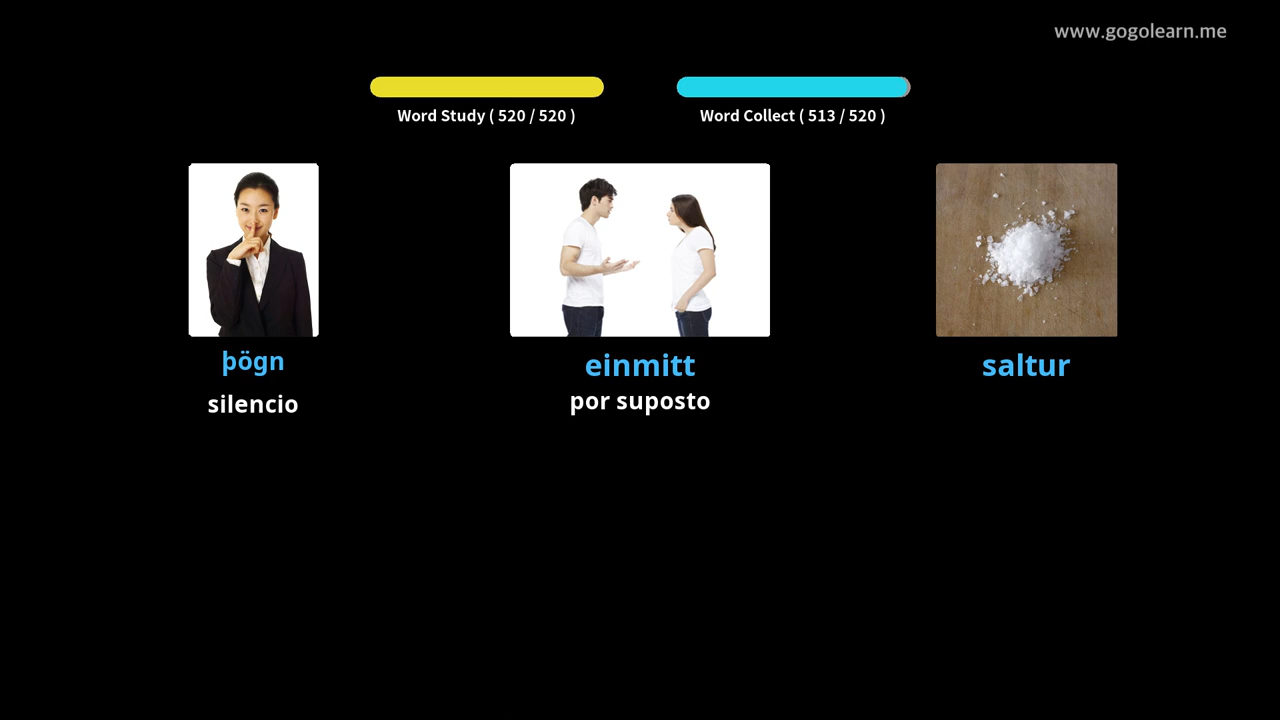 www.gogolearn.me
Word Study ( 520 / 520 )
Word Collect ( 513 / 520 )
þögn
silencio
einmitt
por suposto
saltur